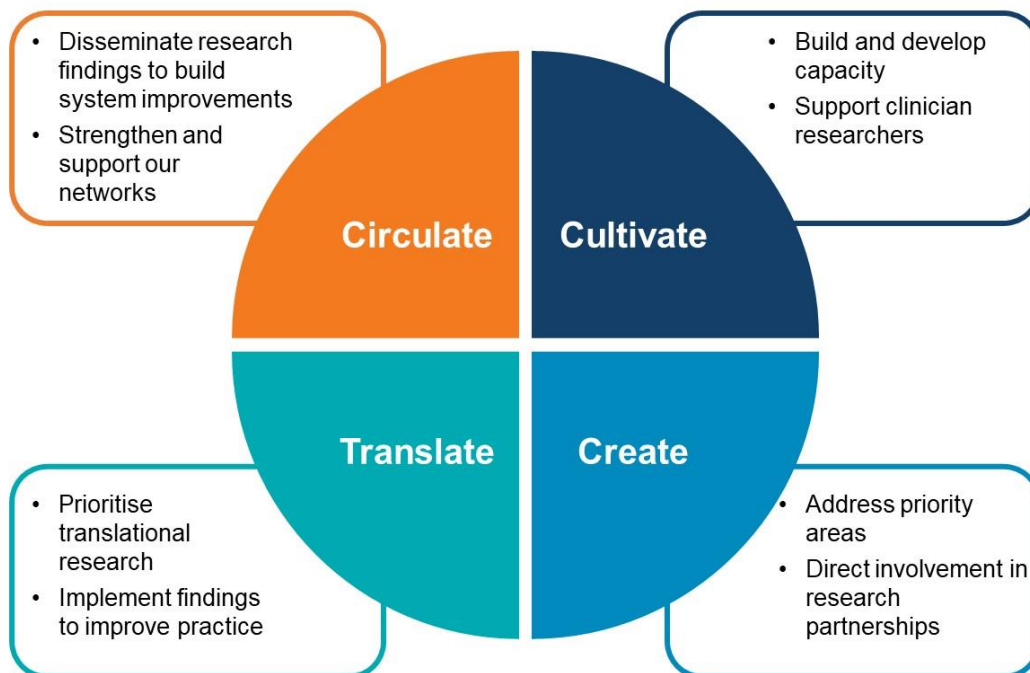 • Disseminate research
findings to build
system improvements
• Strengthen and
support our
networks
• Build and develop
capacity
• Support clinician
researchers
Circulate
Cultivate
Translate
Create
• Prioritise
translational
research
• Implement findings
to improve practice
• Address priority
areas
• Direct involvement in
research
partnerships